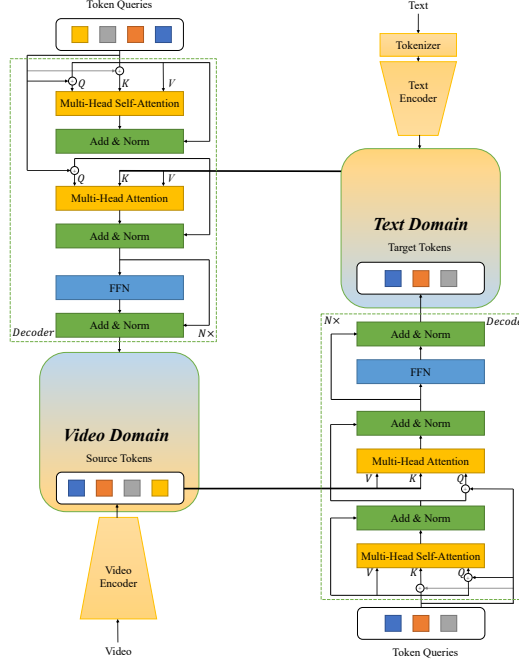 Token Queries
Q
K
V
Multi-Head Self-Attention
Add & Norm
Q
K
V
Multi-Head Attention
Add & Norm
FFN
Add & Norm
Decoder
N×
Video Domain
Source Tokens
Video
Encoder
Video
Text
Tokenizer
Text
Encoder
Text Domain
Target Tokens
N×
Decode
Add & Norm
FFN
Add & Norm
Multi-Head Attention
V
K
Q
Add & Norm
Multi-Head Self-Attention
V
K
Q
Token Queries